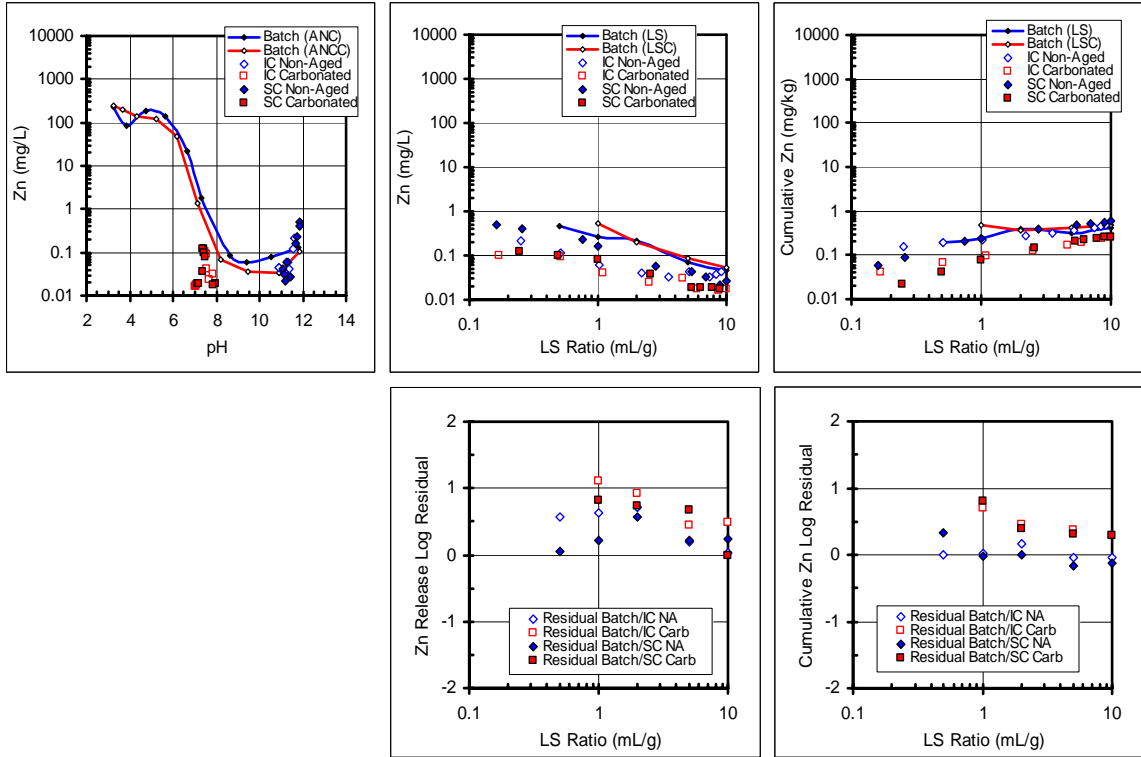 Zn (mg/L)
10000
1000
100
10
1
0.1
0.01
Batch (ANC)
Batch (ANCC)
IC Non-Aged
IC Carbonated
SC Non-Aged
SC Carbonated
2 4 6 8 10 12 14
pH
Zn (mg/L)
10000
1000
100
10
1
0.1
0.01
Batch (LS)
Batch (LSC)
IC Non-Aged
IC Carbonated
SC Non-Aged
SC Carbonated
0.1 1 10
LS Ratio (mL/g)
Cumulative Zn (mg/kg)
10000
1000
100
10
1
0.1
0.01
Batch (LS)
Batch (LSC)
IC Non-Aged
IC Carbonated
SC Non-Aged
SC Carbonated
0.1 1 10
LS Ratio (mL/g)
Zn Release Log Residual
2
1
0
-1
-2
Residual Batch/IC NA
Residual Batch/IC Carb
Residual Batch/SC NA
Residual Batch/SC Carb
0.1 1 10
LS Ratio (mL/g)
Cumulative Zn Log Residual
2
1
0
-1
-2
Residual Batch/IC NA
Residual Batch/IC Carb
Residual Batch/SC NA
Residual Batch/SC Carb
0.1 1 10
LS Ratio (mL/g)